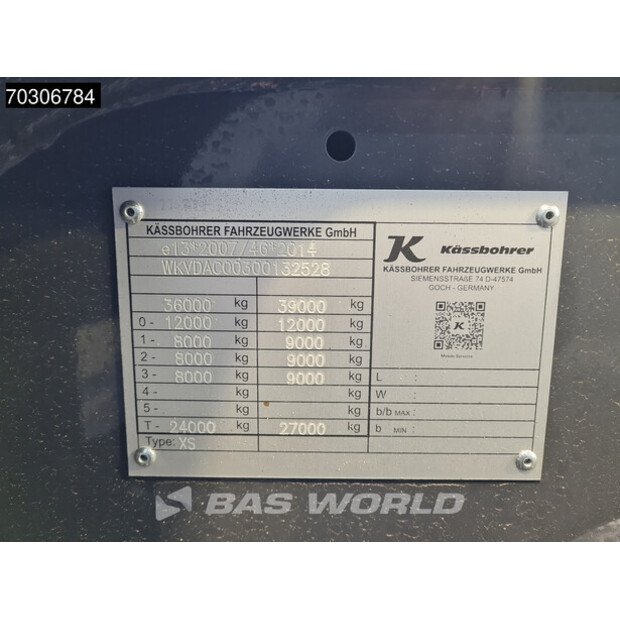 70306784
KÄSSBOHRER FAHRZEUGWERKE GmbH
e13*2007/46*2014
WKVDAC00300132528
36000 kg 39000 kg
0 - 12000 kg 12000 kg
1 - 8000 kg 9000 kg
2 - 8000 kg 9000 kg
3 - 8000 kg 9000 kg
4 - kg kg
5 - kg kg
T - 24000 kg 27000 kg
Type: XS
K Kässbohrer
KÄSSBOHRER FAHRZEUGWERKE GmbH
SIEMENSSTRAßE 74 D-47574
GOCH - GERMANY
K
L :
W :
b/b MAX :
b MIN :
BAS WORLD